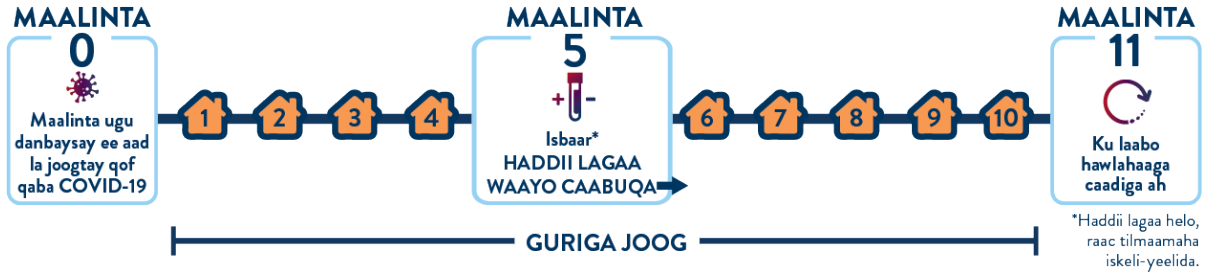 MAALINTA
0
Maalinta ugu
danbaysay ee aad
la joogtay qof
qaba COVID-19
1
2
3
4
MAALINTA
5
+ -
Isbaar*
HADDII LAGAA
WAAYO CAABUQA
6
7
8
9
10
MAALINTA
11
Ku laabo
hawlahaaga
caadiga ah
GURIGA JOOG
*Haddii lagaa helo,
raac tilmaamaha
iskeli-yeelida.